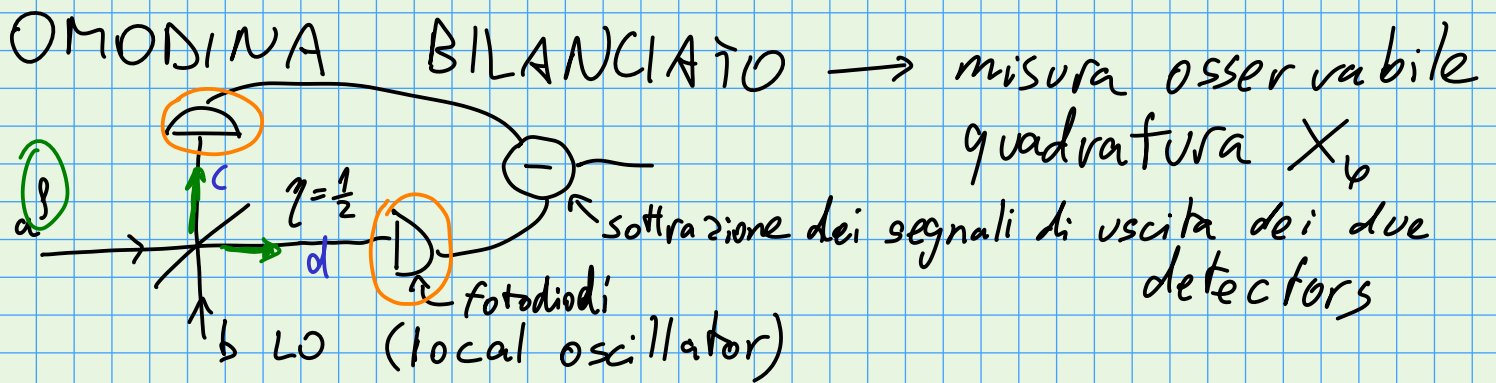 OMODINA BILANCIATO → misura osservabile
quadratura X_φ
ρ
a
c
η = 1/2
d
sottrazione dei segnali di uscita dei due
detectors
fotodiodi
b LO (local oscillator)